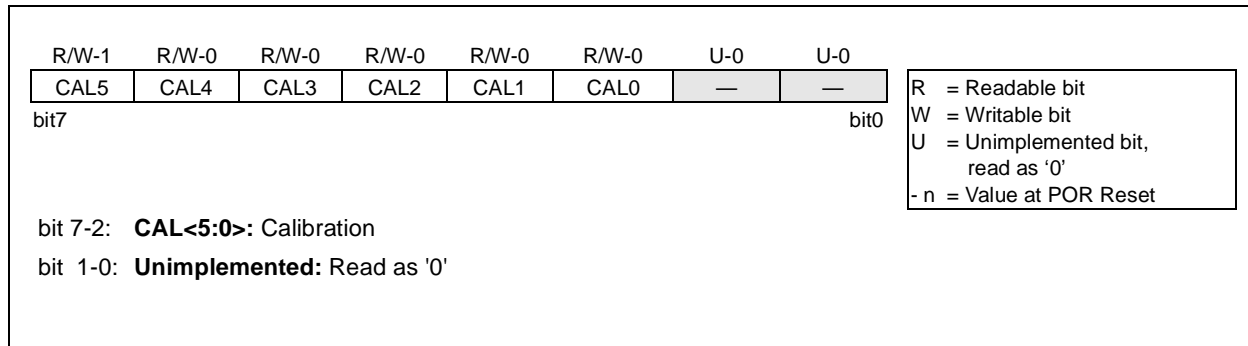 R/W-1 R/W-0 R/W-0 R/W-0 R/W-0 R/W-0 U-0 U-0
CAL5 CAL4 CAL3 CAL2 CAL1 CAL0 — —
bit7 bit0
R = Readable bit
W = Writable bit
U = Unimplemented bit,
read as ‘0’
- n = Value at POR Reset
bit 7-2: CAL<5:0>: Calibration
bit 1-0: Unimplemented: Read as '0'